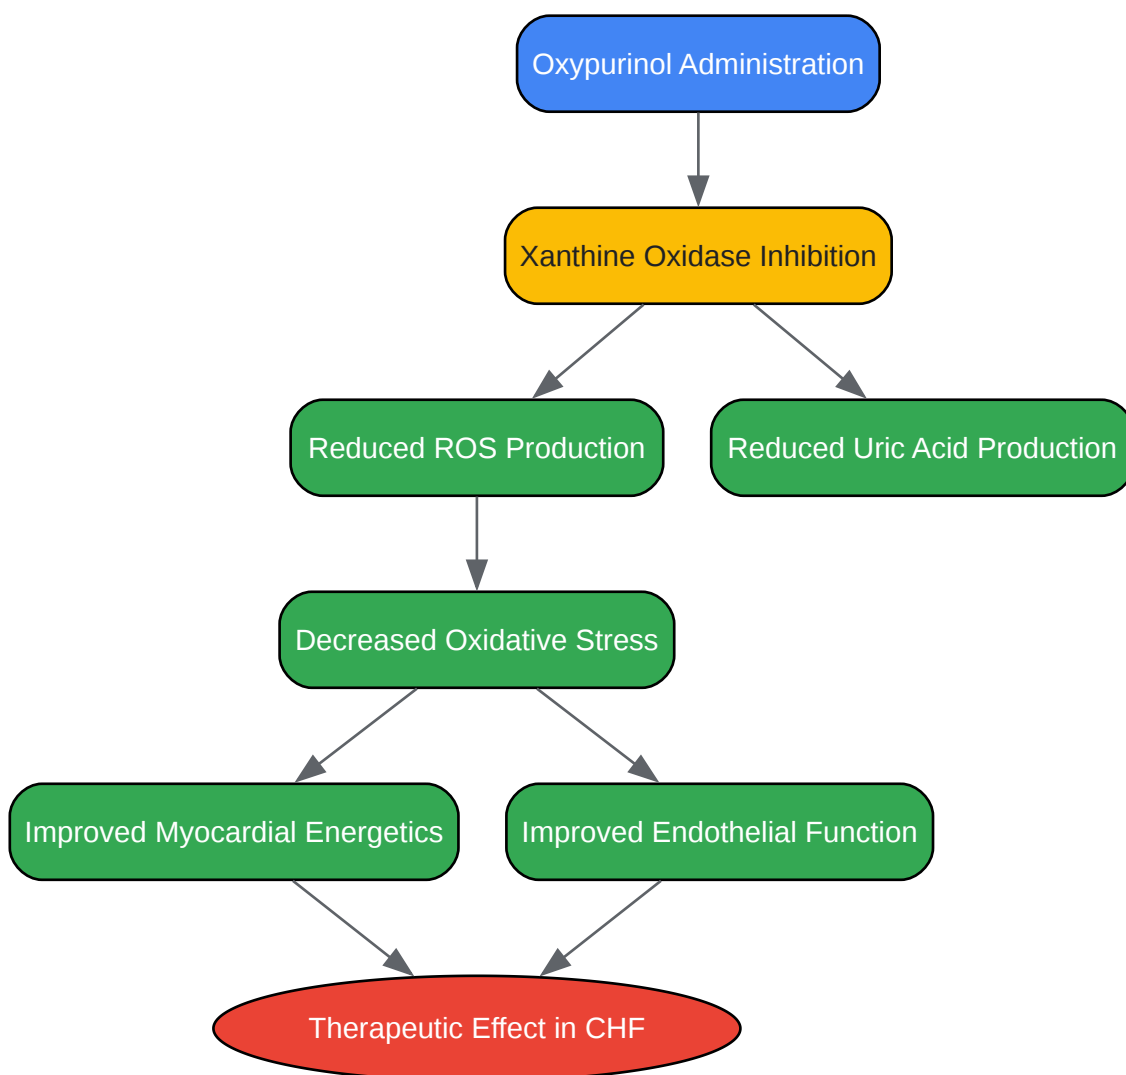 Oxypurinol Administration
Xanthine Oxidase Inhibition
Reduced ROS Production
Reduced Uric Acid Production
Decreased Oxidative Stress
Improved Myocardial Energetics
Improved Endothelial Function
Therapeutic Effect in CHF